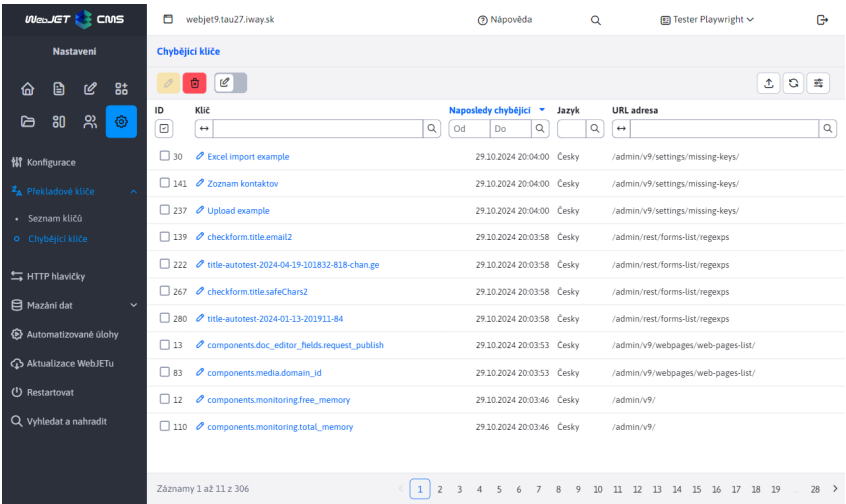 WebJET CMS
webjet9.tau27.iway.sk
Nápověda
Tester Playwright
Nastavení
Konfigurace
Překladové klíče
Seznam klíčů
Chybějící klíče
HTTP hlavičky
Mazání dat
Automatizované úlohy
Aktualizace WebJETu
Restartovat
Vyhledat a nahradit
Chybějící klíče
ID Klíč Naposledy chybějící Jazyk URL adresa
Od Do
30 Excel import example 29.10.2024 20:04:00 Česky /admin/v9/settings/missing-keys/
141 Zoznam kontaktov 29.10.2024 20:04:00 Česky /admin/v9/settings/missing-keys/
237 Upload example 29.10.2024 20:04:00 Česky /admin/v9/settings/missing-keys/
139 checkform.title.email2 29.10.2024 20:03:58 Česky /admin/rest/forms-list/regexps
222 title-autotest-2024-04-19-101832-818-chan.ge 29.10.2024 20:03:58 Česky /admin/rest/forms-list/regexps
267 checkform.title.safeChars2 29.10.2024 20:03:58 Česky /admin/rest/forms-list/regexps
280 title-autotest-2024-01-13-201911-84 29.10.2024 20:03:58 Česky /admin/rest/forms-list/regexps
13 components.doc_editor_fields.request_publish 29.10.2024 20:03:53 Česky /admin/v9/webpages/web-pages-list/
83 components.media.domain_id 29.10.2024 20:03:53 Česky /admin/v9/webpages/web-pages-list/
12 components.monitoring.free_memory 29.10.2024 20:03:46 Česky /admin/v9/
110 components.monitoring.total_memory 29.10.2024 20:03:46 Česky /admin/v9/
Záznamy 1 až 11 z 306
1 2 3 4 5 6 7 8 9 10 11 12 13 14 15 16 17 18 19 … 28